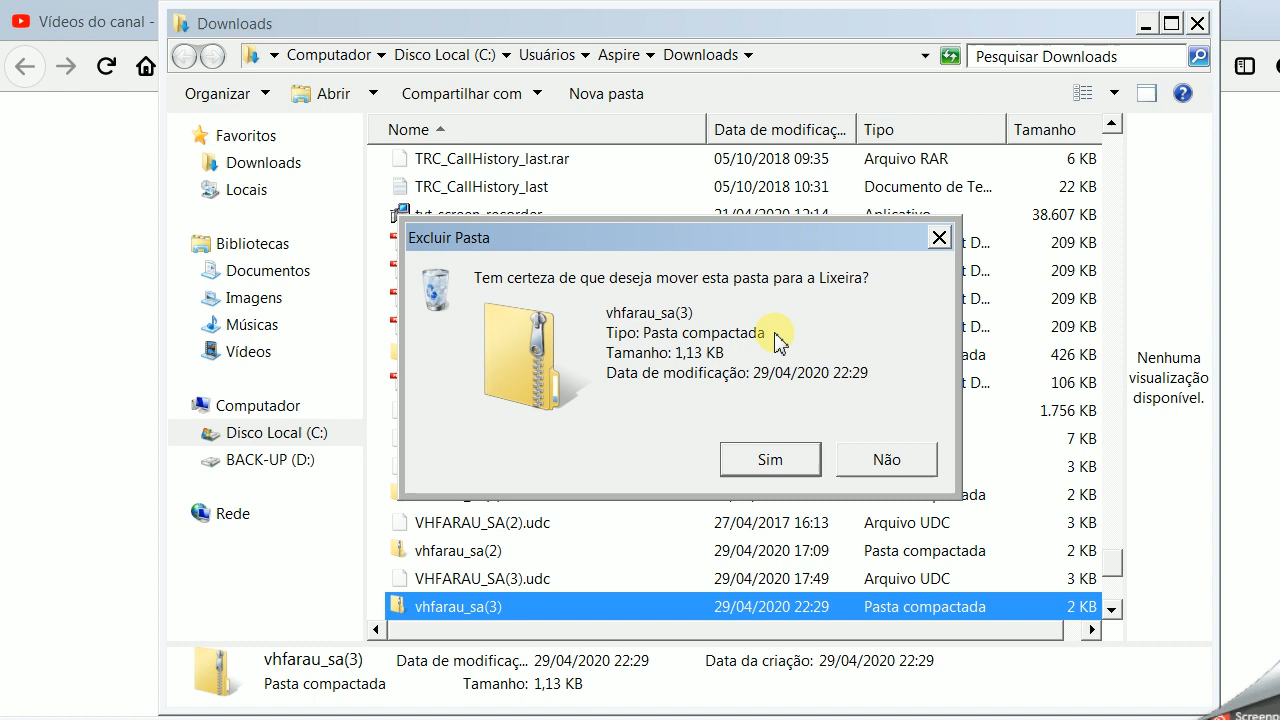 Vídeos do canal -
Downloads
Computador Disco Local (C:) Usuários Aspire Downloads
Pesquisar Downloads
Organizar Abrir Compartilhar com Nova pasta
Favoritos
Downloads
Locais
Bibliotecas
Documentos
Imagens
Músicas
Vídeos
Computador
Disco Local (C:)
BACK-UP (D:)
Rede
Nome Data de modificaç... Tipo Tamanho
TRC_CallHistory_last.rar 05/10/2018 09:35 Arquivo RAR 6 KB
TRC_CallHistory_last 05/10/2018 10:31 Documento de Te... 22 KB
38.607 KB
t D... 209 KB
t D... 209 KB
t D... 209 KB
t D... 209 KB
ada 426 KB
t D... 106 KB
1.756 KB
7 KB
3 KB
ada 2 KB
VHFARAU_SA(2).udc 27/04/2017 16:13 Arquivo UDC 3 KB
vhfarau_sa(2) 29/04/2020 17:09 Pasta compactada 2 KB
VHFARAU_SA(3).udc 29/04/2020 17:49 Arquivo UDC 3 KB
vhfarau_sa(3) 29/04/2020 22:29 Pasta compactada 2 KB
Excluir Pasta
Tem certeza de que deseja mover esta pasta para a Lixeira?
vhfarau_sa(3)
Tipo: Pasta compactada
Tamanho: 1,13 KB
Data de modificação: 29/04/2020 22:29
Sim Não
Nenhuma
visualização
disponível.
vhfarau_sa(3) Data de modificaç... 29/04/2020 22:29 Data da criação: 29/04/2020 22:29
Pasta compactada Tamanho: 1,13 KB